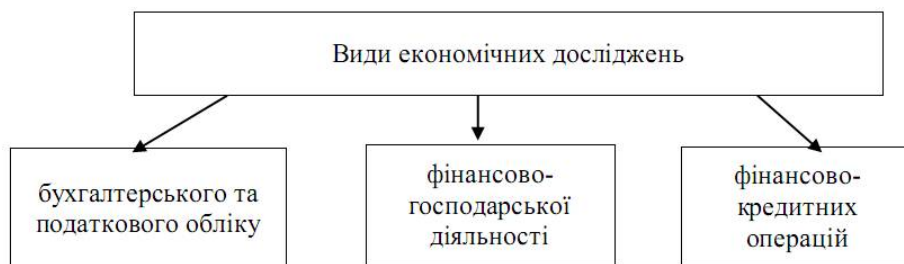 Види економічних досліджень
бухгалтерського та
податкового обліку
фінансово-
господарської
діяльності
фінансово-
кредитних
операцій